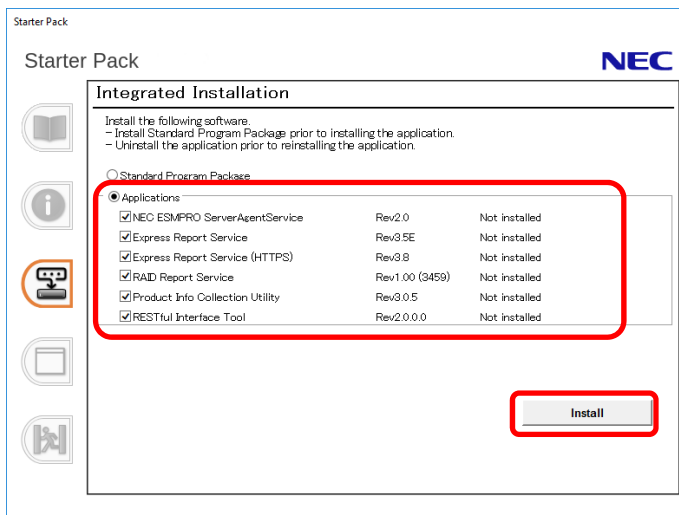 Starter Pack
Starter Pack NEC
Integrated Installation
Install the following software.
- Install Standard Program Package prior to installing the application.
- Uninstall the application prior to reinstalling the application.
Standard Program Package
Applications
NEC ESMPRO ServerAgentService Rev2.0 Not installed
Express Report Service Rev3.5E Not installed
Express Report Service (HTTPS) Rev3.8 Not installed
RAID Report Service Rev1.00 (3459) Not installed
Product Info Collection Utility Rev3.0.5 Not installed
RESTful Interface Tool Rev2.0.0.0 Not installed
Install